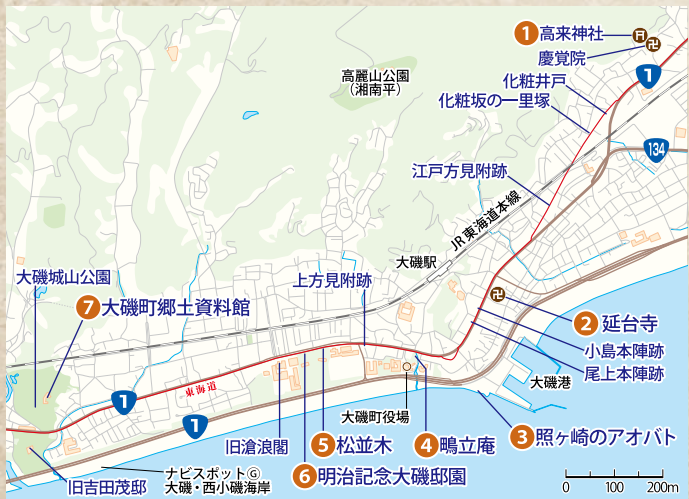 1 高来神社
慶覚院
1
化粧井戸
高麗山公園
（湘南平）
化粧坂の一里塚
134
江戸方見附跡
JR東海道本線
大磯駅
大磯城山公園
上方見附跡
7 大磯町郷土資料館
2 延台寺
小島本陣跡
尾上本陣跡
大磯港
1
東海道
1
大磯町役場
旧滄浪閣
5 松並木
4 鴫立庵
3 照ヶ崎のアオバト
6 明治記念大磯邸園
旧吉田茂邸
ナビスポットⒼ
大磯・西小磯海岸
0 100 200m